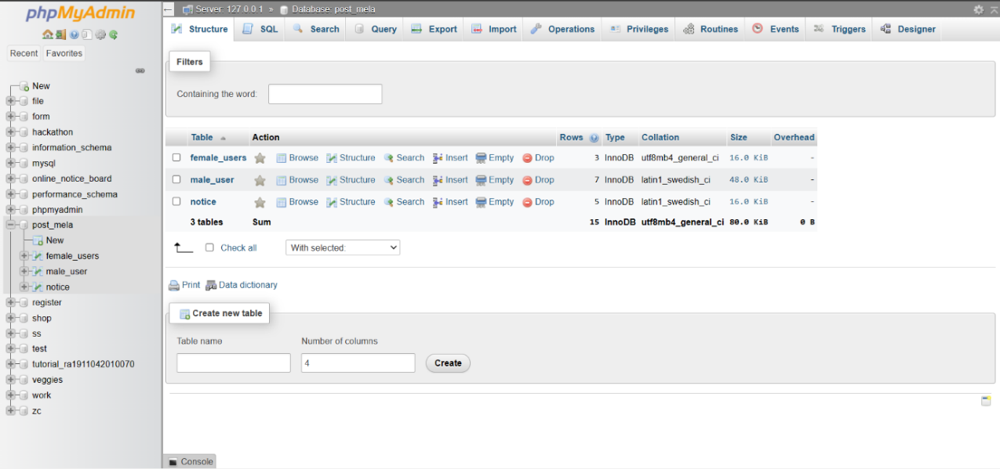 phpMyAdmin
Recent Favorites
New
file
form
hackathon
information_schema
mysql
online_notice_board
performance_schema
phpmyadmin
post_mela
New
female_users
male_user
notice
register
shop
ss
test
tutorial_ra1911042010070
veggies
work
zc
Server: 127.0.0.1 » Database: post_mela
Structure SQL Search Query Export Import Operations Privileges Routines Events Triggers Designer
Filters
Containing the word:
Table Action Rows Type Collation Size Overhead
female_users Browse Structure Search Insert Empty Drop 3 InnoDB utf8mb4_general_ci 16.0 KiB -
male_user Browse Structure Search Insert Empty Drop 7 InnoDB latin1_swedish_ci 48.0 KiB -
notice Browse Structure Search Insert Empty Drop 5 InnoDB latin1_swedish_ci 16.0 KiB -
3 tables Sum 15 InnoDB utf8mb4_general_ci 80.0 KiB 0 B
Check all With selected:
Print Data dictionary
Create new table
Table name Number of columns
4 Create
Console